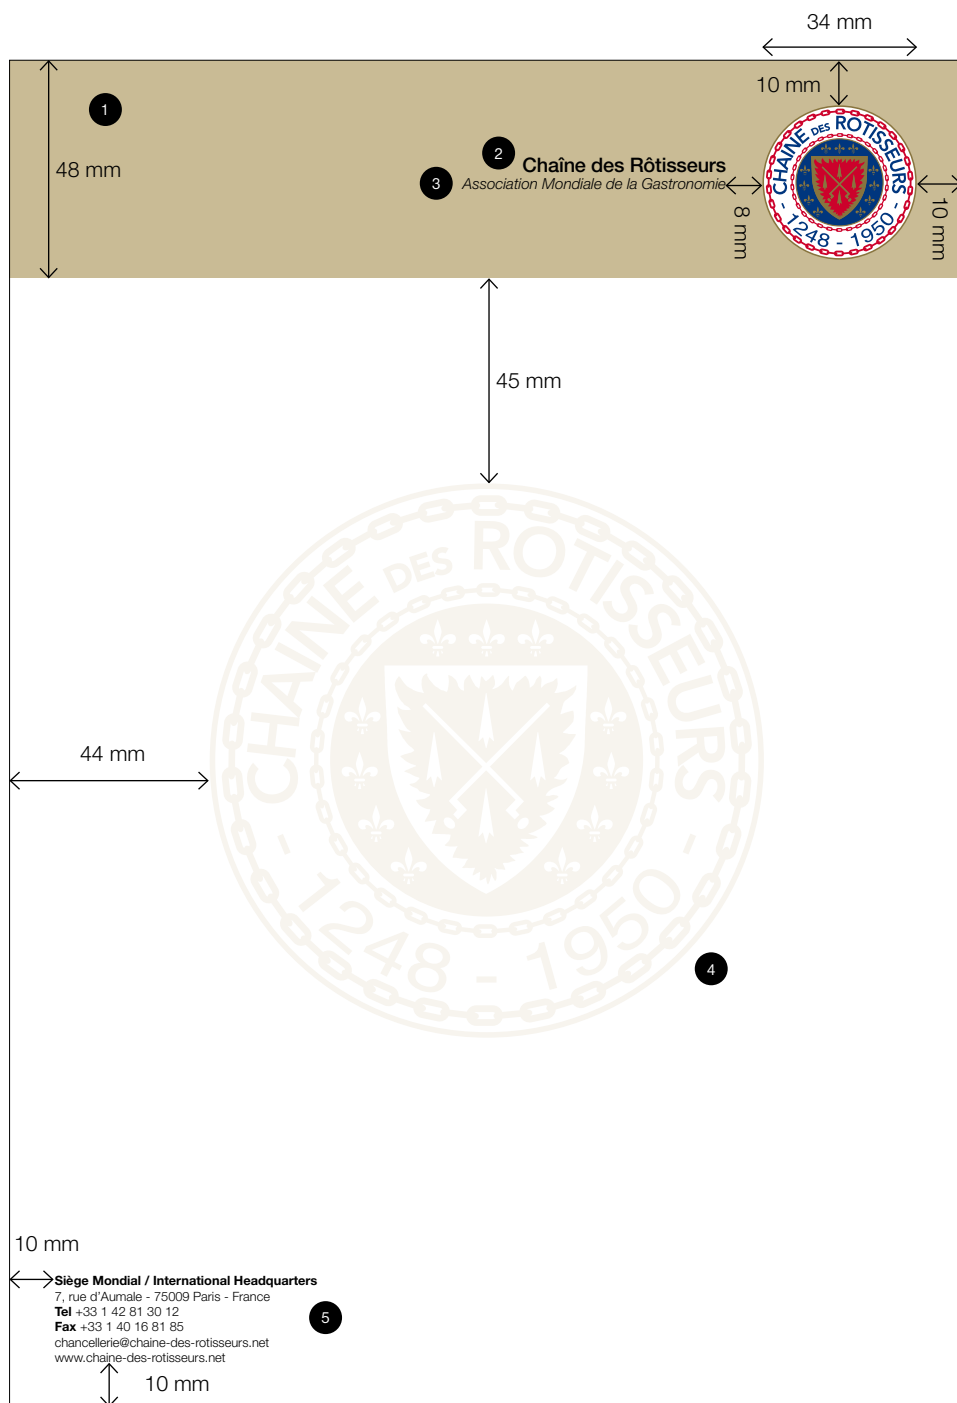 34 mm
10 mm
1
48 mm
2
Chaîne des Rôtisseurs
3
Association Mondiale de la Gastronomie
8 mm
10 mm
CHAINE DES ROTISSEURS
- 1248 - 1950 -
45 mm
44 mm
CHAINE DES ROTISSEURS
- 1248 - 1950 -
4
10 mm
Siège Mondial / International Headquarters
7, rue d'Aumale - 75009 Paris - France
Tel +33 1 42 81 30 12
Fax +33 1 40 16 81 85
5
chancellerie@chaine-des-rotisseurs.net
www.chaine-des-rotisseurs.net
10 mm